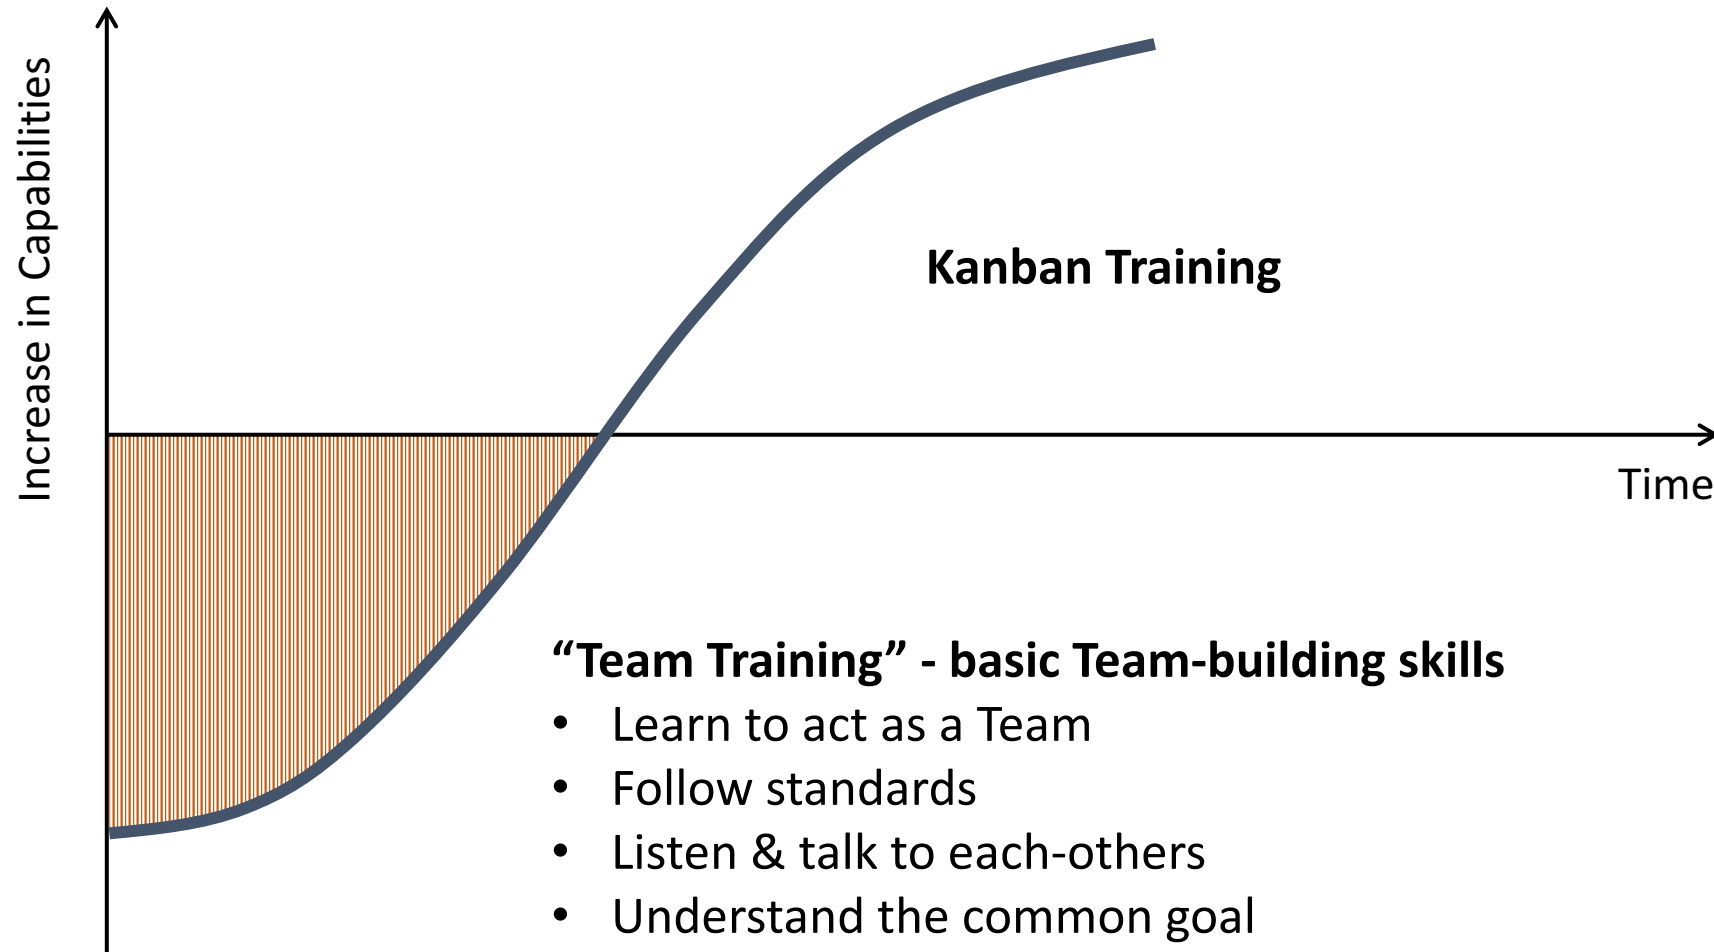 Increase in Capabilities
Kanban Training
Time
“Team Training” - basic Team-building skills
• Learn to act as a Team
• Follow standards
• Listen & talk to each-others
• Understand the common goal